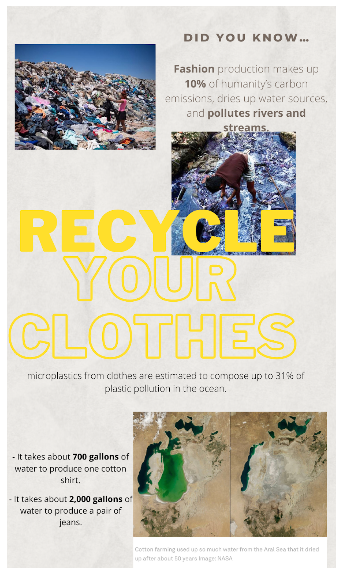 DID YOU KNOW…
Fashion production makes up
10% of humanity's carbon
emissions, dries up water sources,
and pollutes rivers and
streams.
RECYCLE
YOUR
CLOTHES
microplastics from clothes are estimated to compose up to 31% of
plastic pollution in the ocean.
- It takes about 700 gallons of
water to produce one cotton
shirt.
- It takes about 2,000 gallons of
water to produce a pair of
jeans.
Cotton farming used up so much water from the Aral Sea that it dried
up after about 50 years Image: NASA